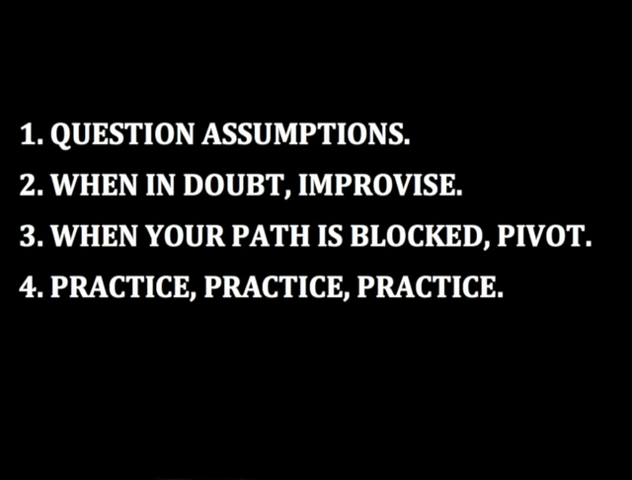 1. QUESTION ASSUMPTIONS.
2. WHEN IN DOUBT, IMPROVISE.
3. WHEN YOUR PATH IS BLOCKED, PIVOT.
4. PRACTICE, PRACTICE, PRACTICE.